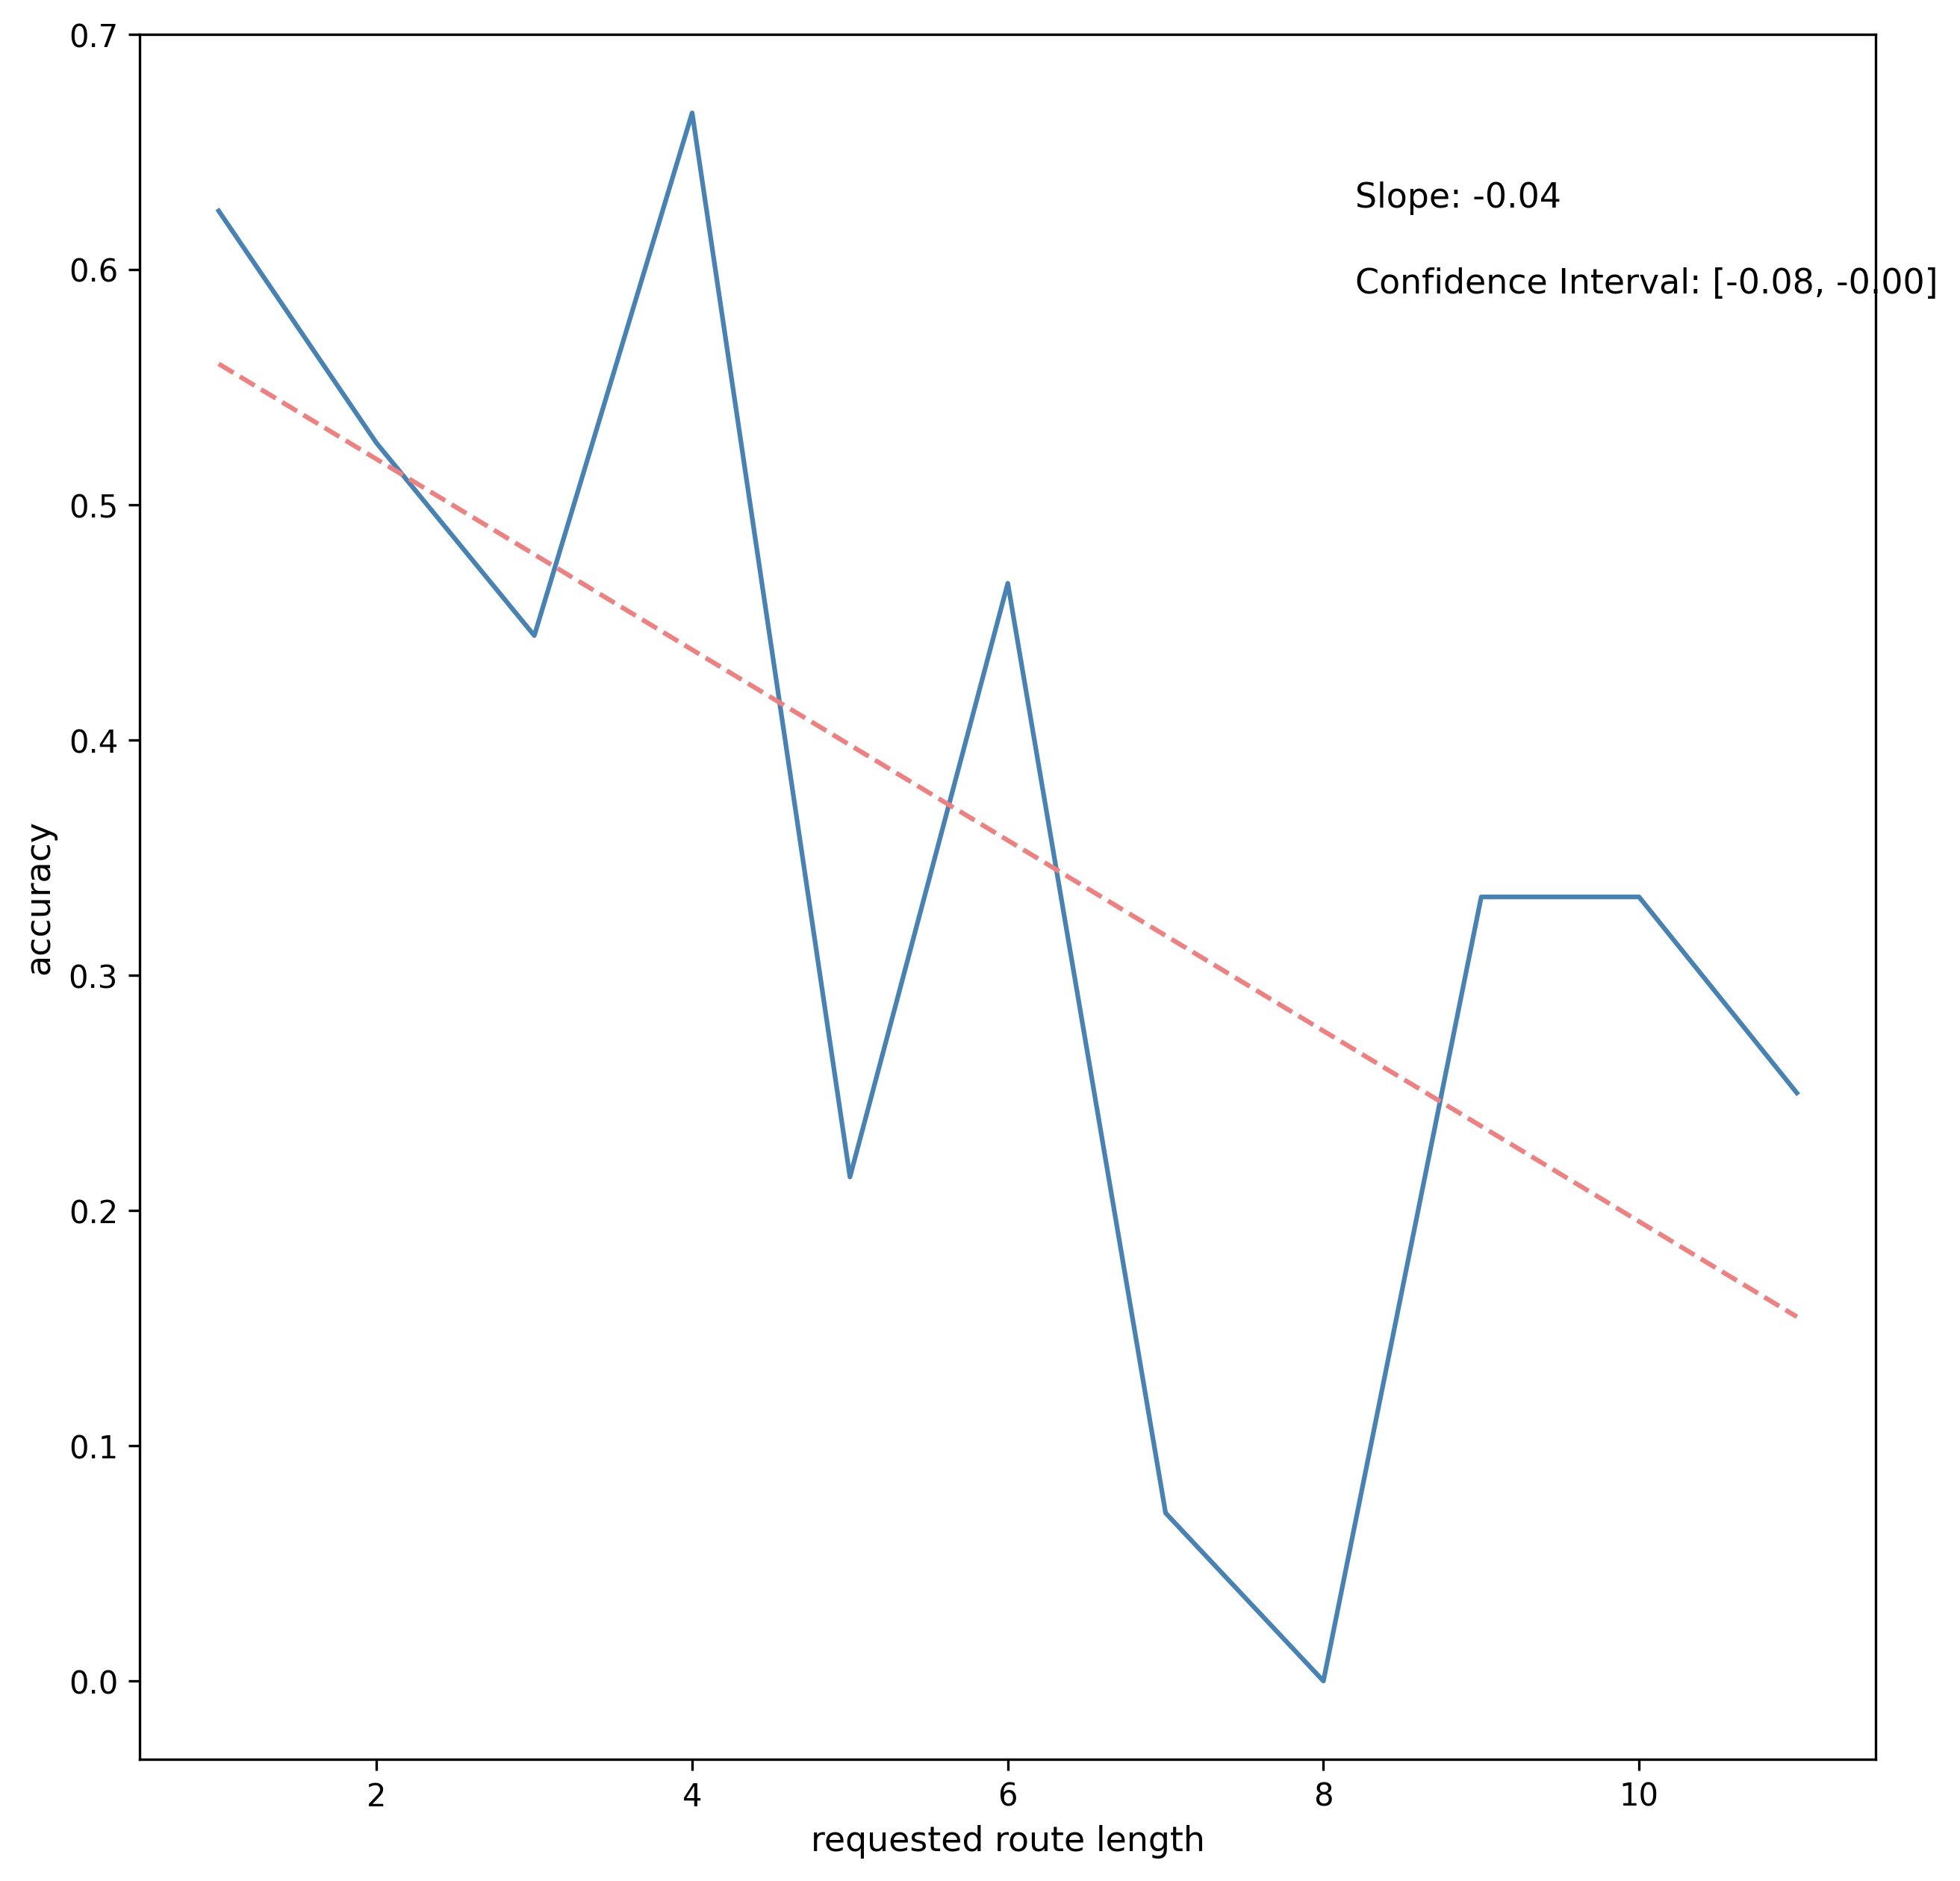 0.7
0.6
0.5
0.4
0.3
0.2
0.1
0.0
accuracy
Slope: -0.04
Confidence Interval: [-0.08, -0.00]
2 4 6 8 10
requested route length